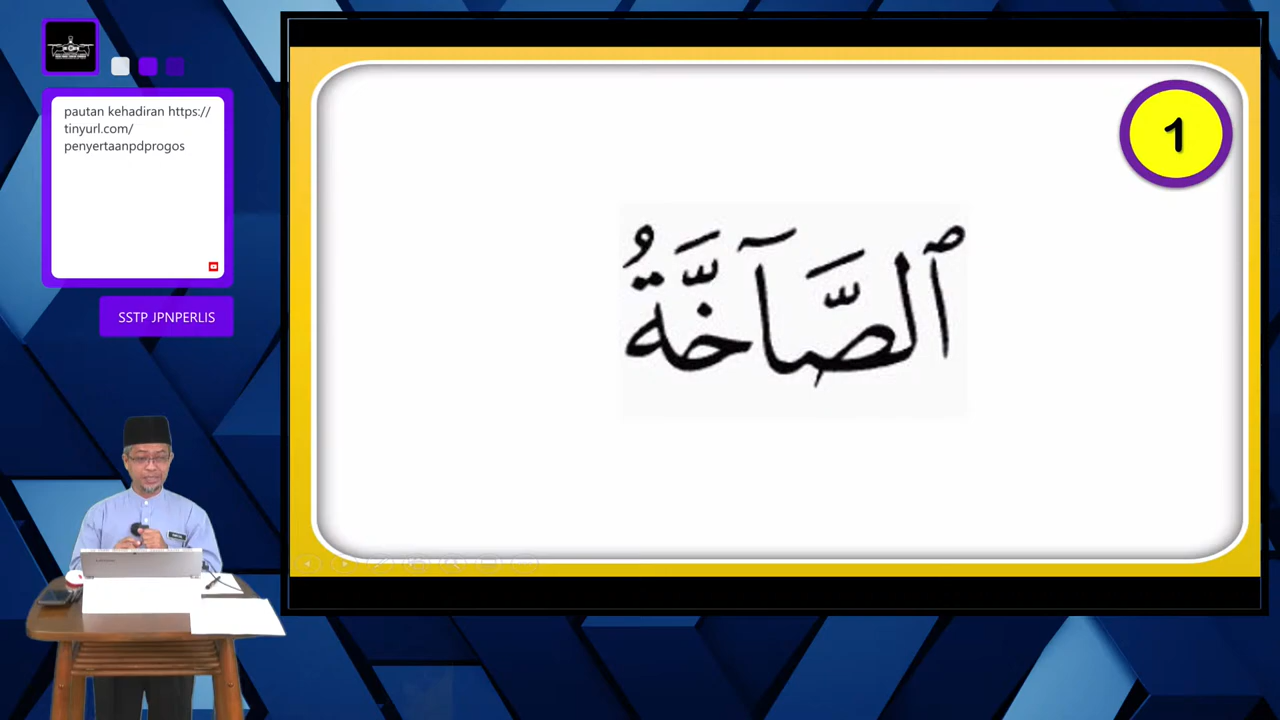 pautan kehadiran https://
tinyurl.com/
penyertaanpdprogos
SSTP JPNPERLIS
1
ٱلصَّآخَّةُ